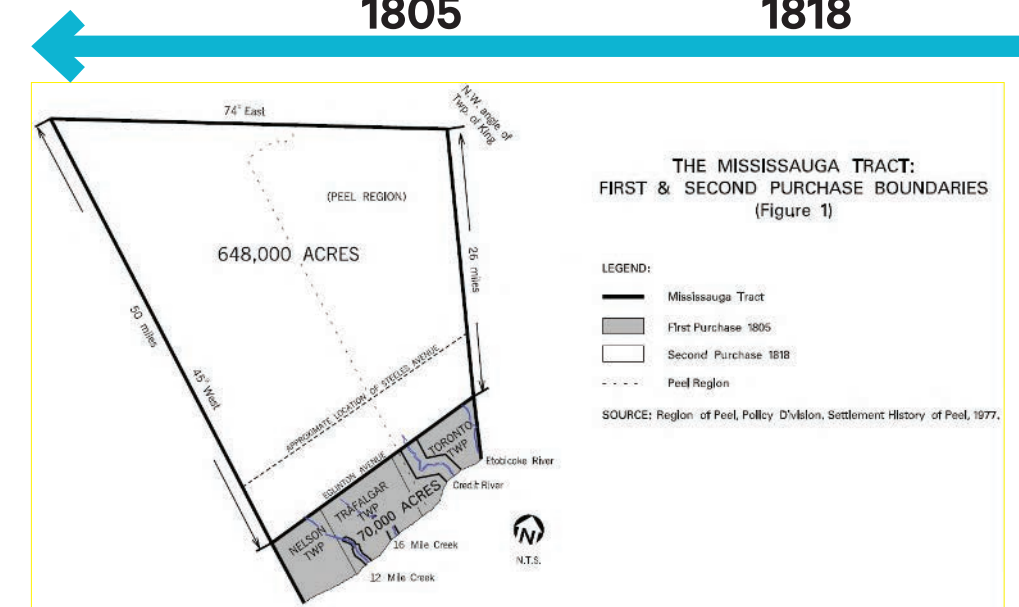 1805
1818
74° East
N.W. angle of
Twp. of King
(PEEL REGION)
648,000 ACRES
26 miles
50 miles
45° West
APPROXIMATE LOCATION OF STEELES AVENUE
EGLINTON AVENUE
TORONTO
TWP
TRAFALGAR
TWP
70,000 ACRES
NELSON
TWP
Etobicoke River
Credit River
16 Mile Creek
12 Mile Creek
N
N.T.S.
THE MISSISSAUGA TRACT:
FIRST & SECOND PURCHASE BOUNDARIES
(Figure 1)
LEGEND:
Mississauga Tract
First Purchase 1805
Second Purchase 1818
Peel Region
SOURCE: Region of Peel, Policy Division. Settlement History of Peel, 1977.